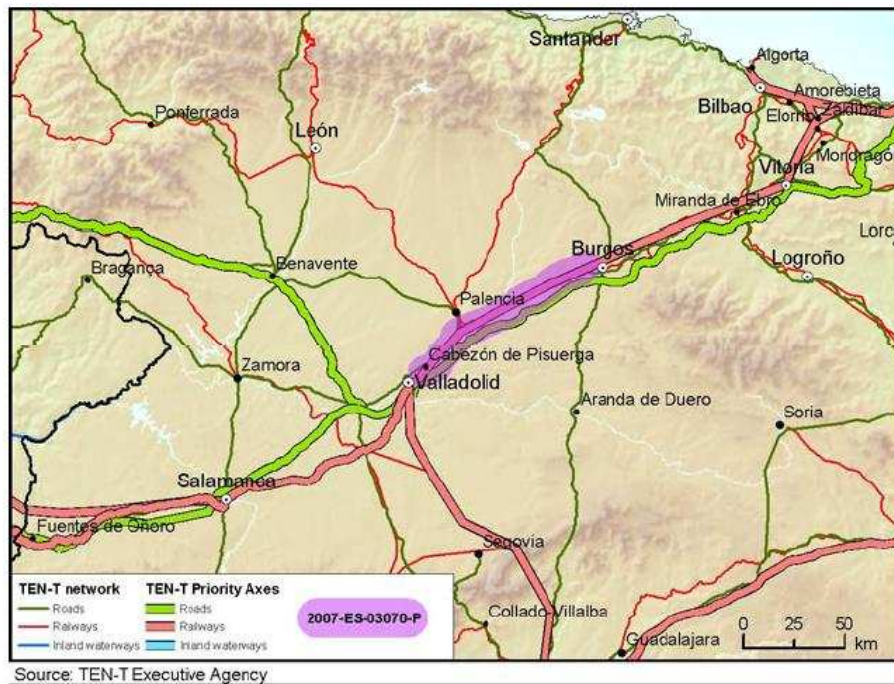 Santander
Algorta
Amorebieta
Bilbao
Elorrio
Zaldibar
Ponferrada
León
Mondragó
Vitoria
Miranda de Ebro
Burgos
Logroño
Lorc
Bragança
Benavente
Palencia
Cabezón de Pisuerga
Zamora
Valladolid
Aranda de Duero
Soria
Salamanca
Fuentes de Oñoro
Segovia
Collado-Villalba
Guadalajara
TEN-T network
Roads
Railways
Inland waterways
TEN-T Priority Axes
Roads
Railways
Inland waterways
2007-ES-03070-P
0 25 50
km
Source: TEN-T Executive Agency